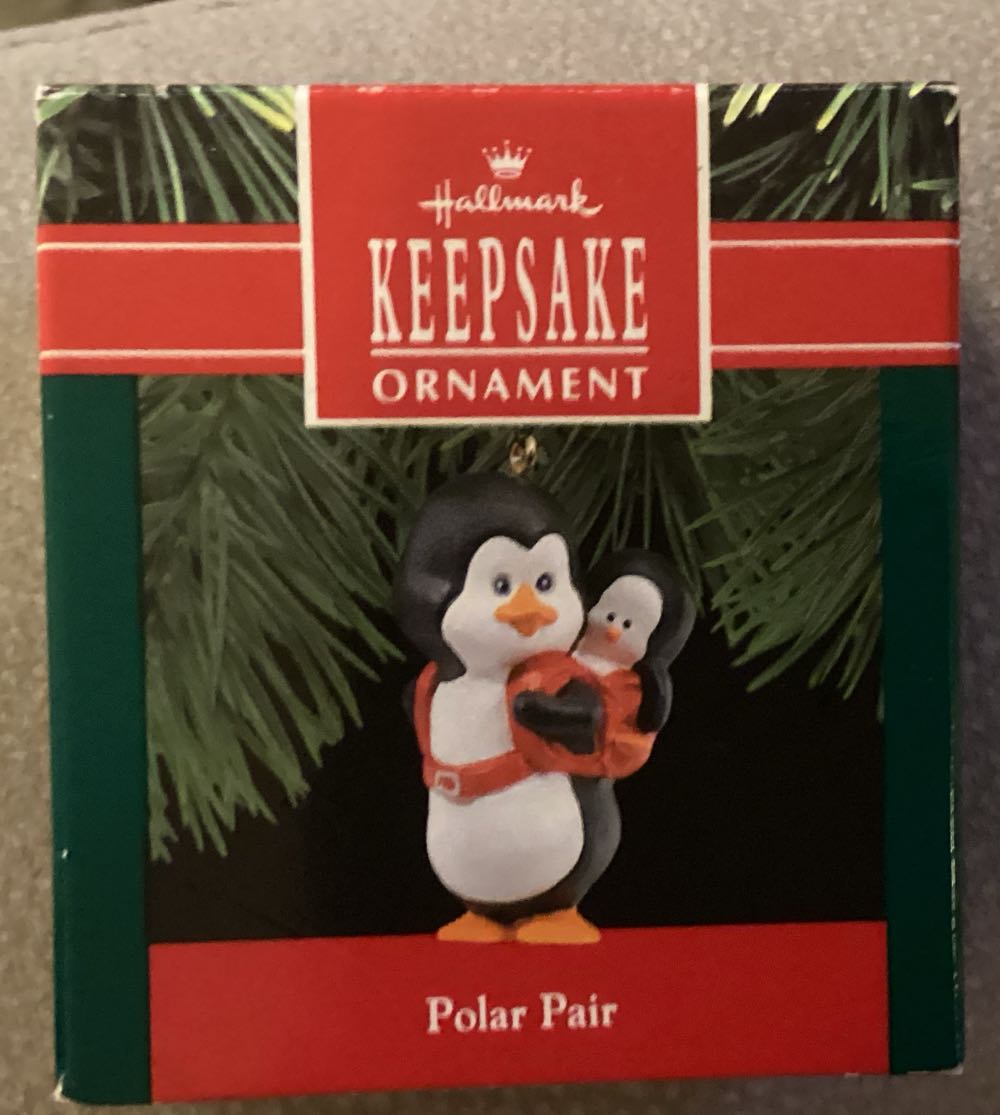 Hallmark
KEEPSAKE
ORNAMENT
Polar Pair